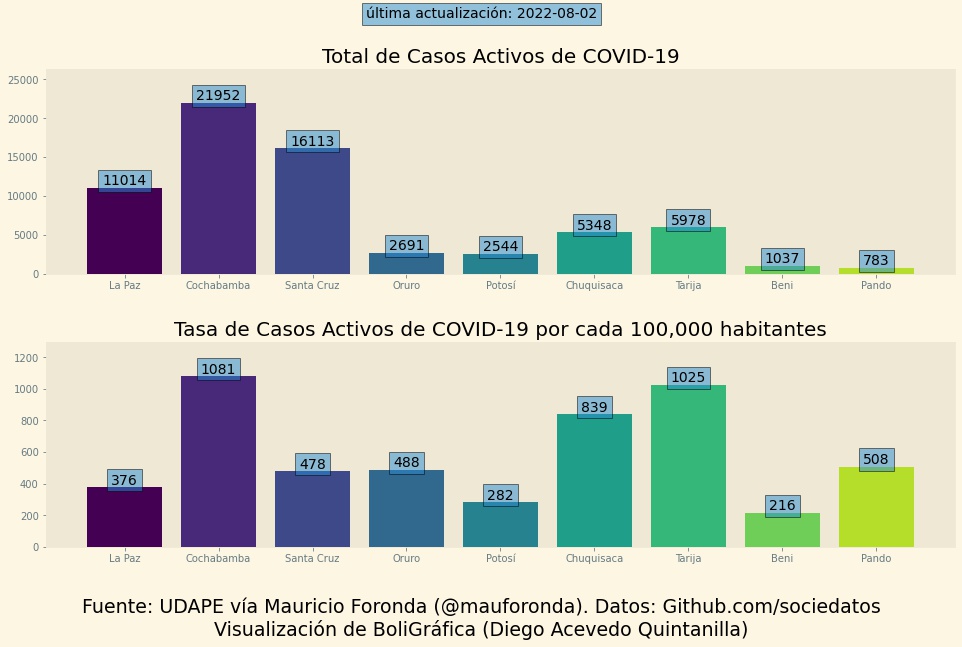 última actualización: 2022-08-02
Total de Casos Activos de COVID-19
25000
20000
15000
10000
5000
0
11014
21952
16113
2691
2544
5348
5978
1037
783
La Paz
Cochabamba
Santa Cruz
Oruro
Potosí
Chuquisaca
Tarija
Beni
Pando
Tasa de Casos Activos de COVID-19 por cada 100,000 habitantes
1200
1000
800
600
400
200
0
376
1081
478
488
282
839
1025
216
508
La Paz
Cochabamba
Santa Cruz
Oruro
Potosí
Chuquisaca
Tarija
Beni
Pando
Fuente: UDAPE vía Mauricio Foronda (@mauforonda). Datos: Github.com/sociedatos
Visualización de BoliGráfica (Diego Acevedo Quintanilla)